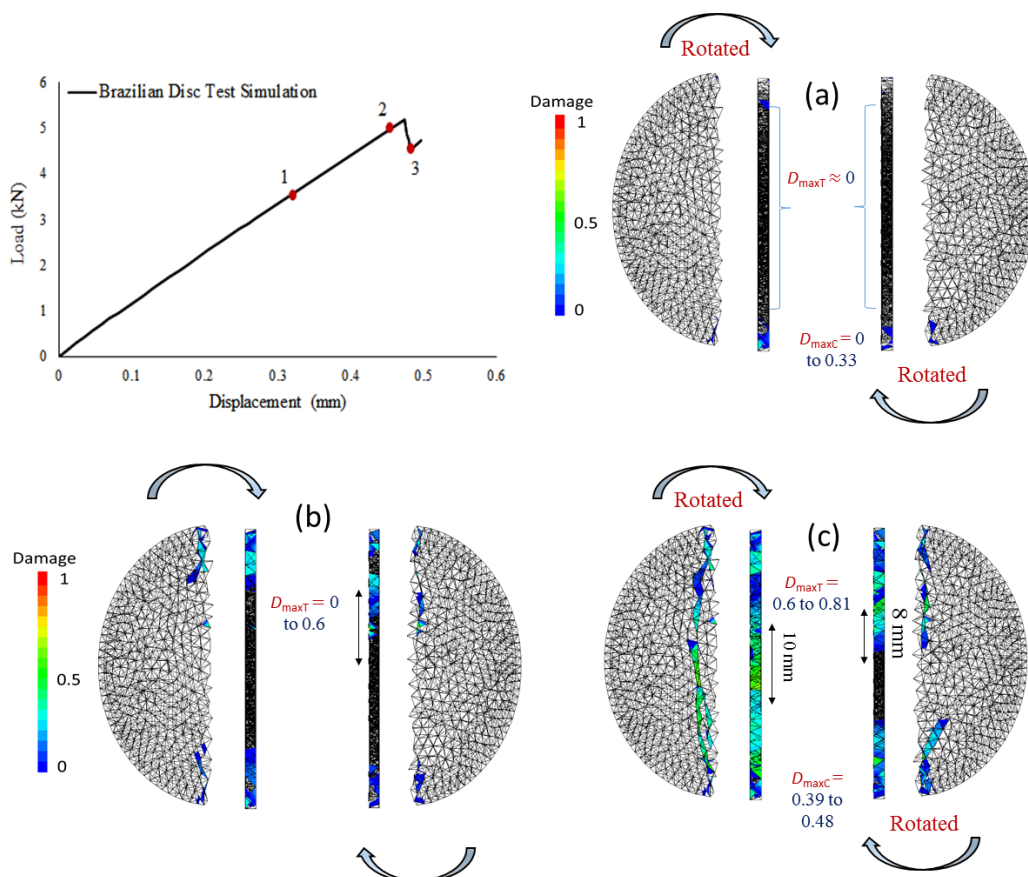 Brazilian Disc Test Simulation
6
5
4
3
2
1
0
Load (kN)
0
0.1
0.2
0.3
0.4
0.5
0.6
Displacement (mm)
1
2
3
Rotated
(a)
Damage
1
0.5
0
DmaxT ≈ 0
DmaxC = 0
to 0.33
Rotated
(b)
Damage
1
0.5
0
DmaxT = 0
to 0.6
Rotated
(c)
DmaxT =
0.6 to 0.81
10 mm
8 mm
DmaxC =
0.39 to
0.48
Rotated